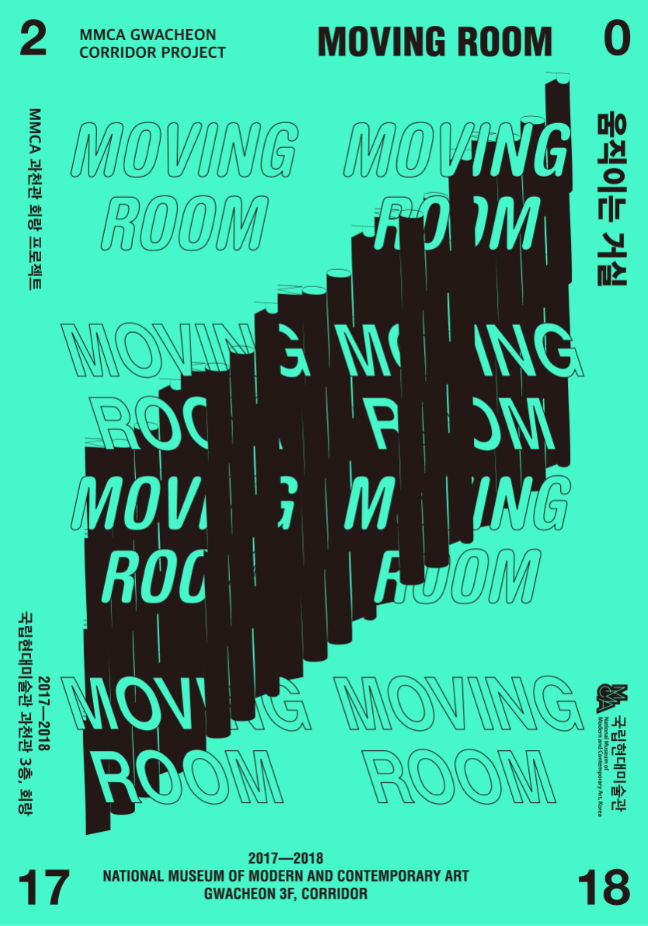 2
MMCA GWACHEON
CORRIDOR PROJECT
MOVING ROOM
0
MMCA 과천관 회랑 프로젝트
움직이는 거실
MOVING
ROOM
MOVING
ROOM
MOVING
ROOM
MOVING
ROOM
MOVING
ROOM
MOVING
ROOM
MOVING
ROOM
MOVING
ROOM
2017—2018
국립현대미술관 과천관 3층, 회랑
MMCA
국립현대미술관
National Museum of
Modern and Contemporary Art, Korea
17
2017—2018
NATIONAL MUSEUM OF MODERN AND CONTEMPORARY ART
GWACHEON 3F, CORRIDOR
18